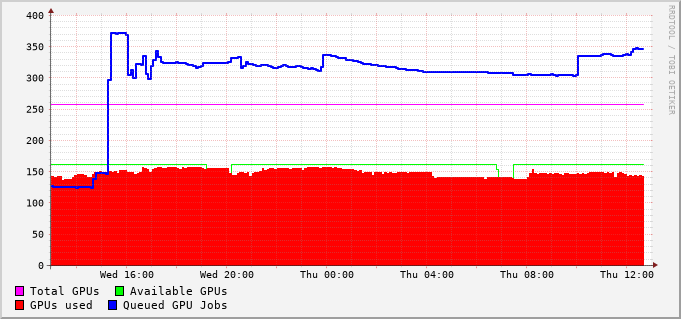 400
350
300
250
200
150
100
50
0
Wed 16:00 Wed 20:00 Thu 00:00 Thu 04:00 Thu 08:00 Thu 12:00
Total GPUs Available GPUs
GPUs used Queued GPU Jobs
RRDTOOL / TOBI OETIKER